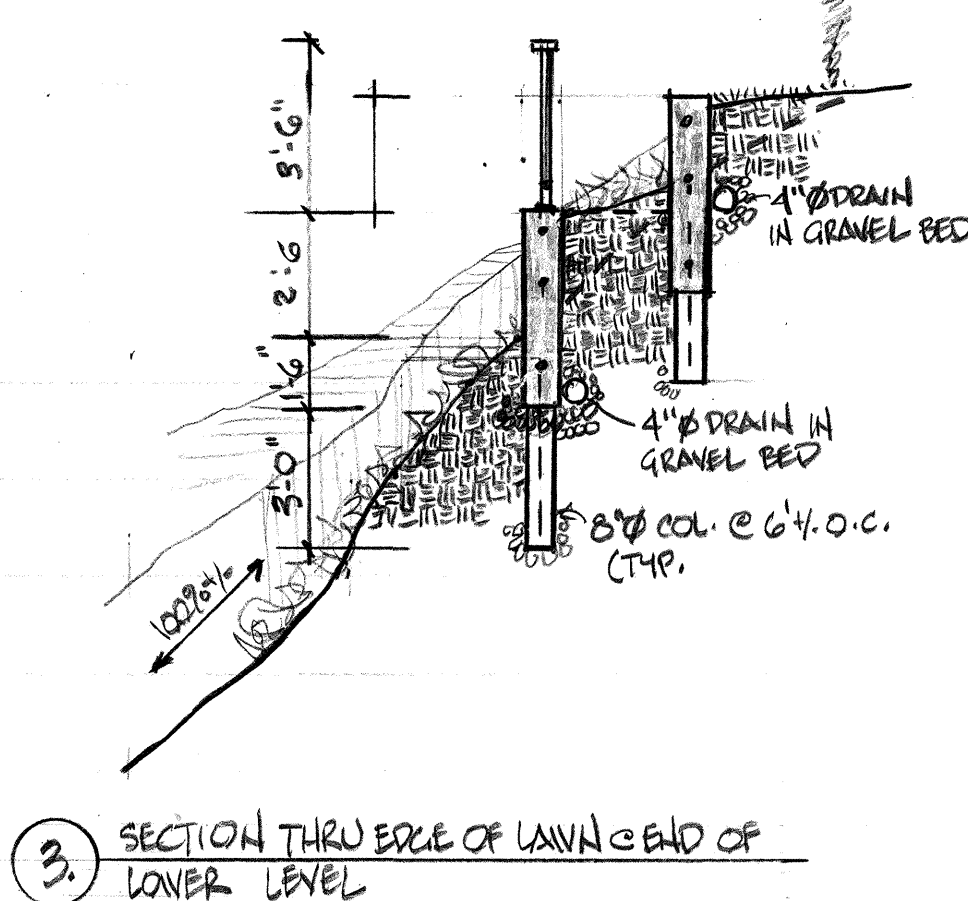 3'-6"
2'-6
1'-6"
3'-0"
100%+/-
4"Ø DRAIN
IN GRAVEL BED
4"Ø DRAIN IN
GRAVEL BED
8"Ø COL. @ 6'+/- O.C.
(TYP.
3. SECTION THRU EDGE OF LAWN @ END OF
LOWER LEVEL